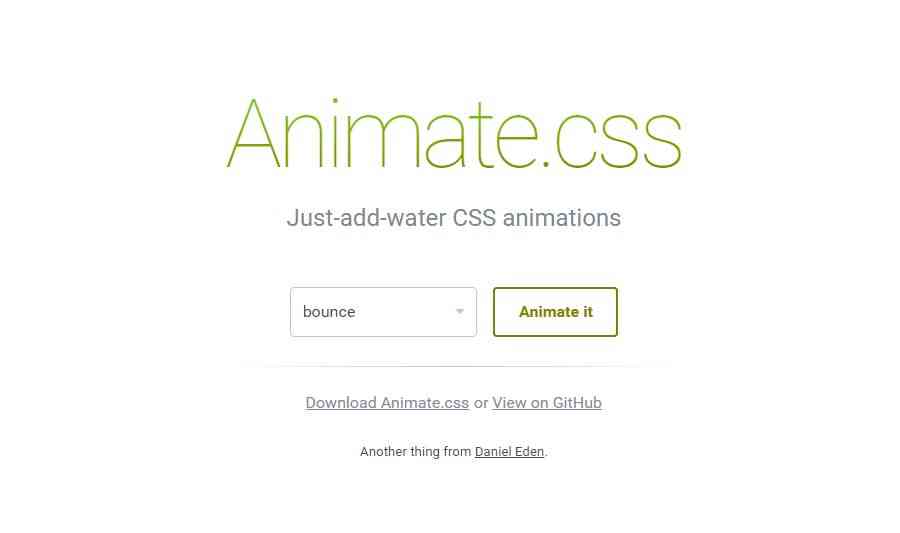 Animate.css
Just-add-water CSS animations
bounce
Animate it
Download Animate.css or View on GitHub
Another thing from Daniel Eden.